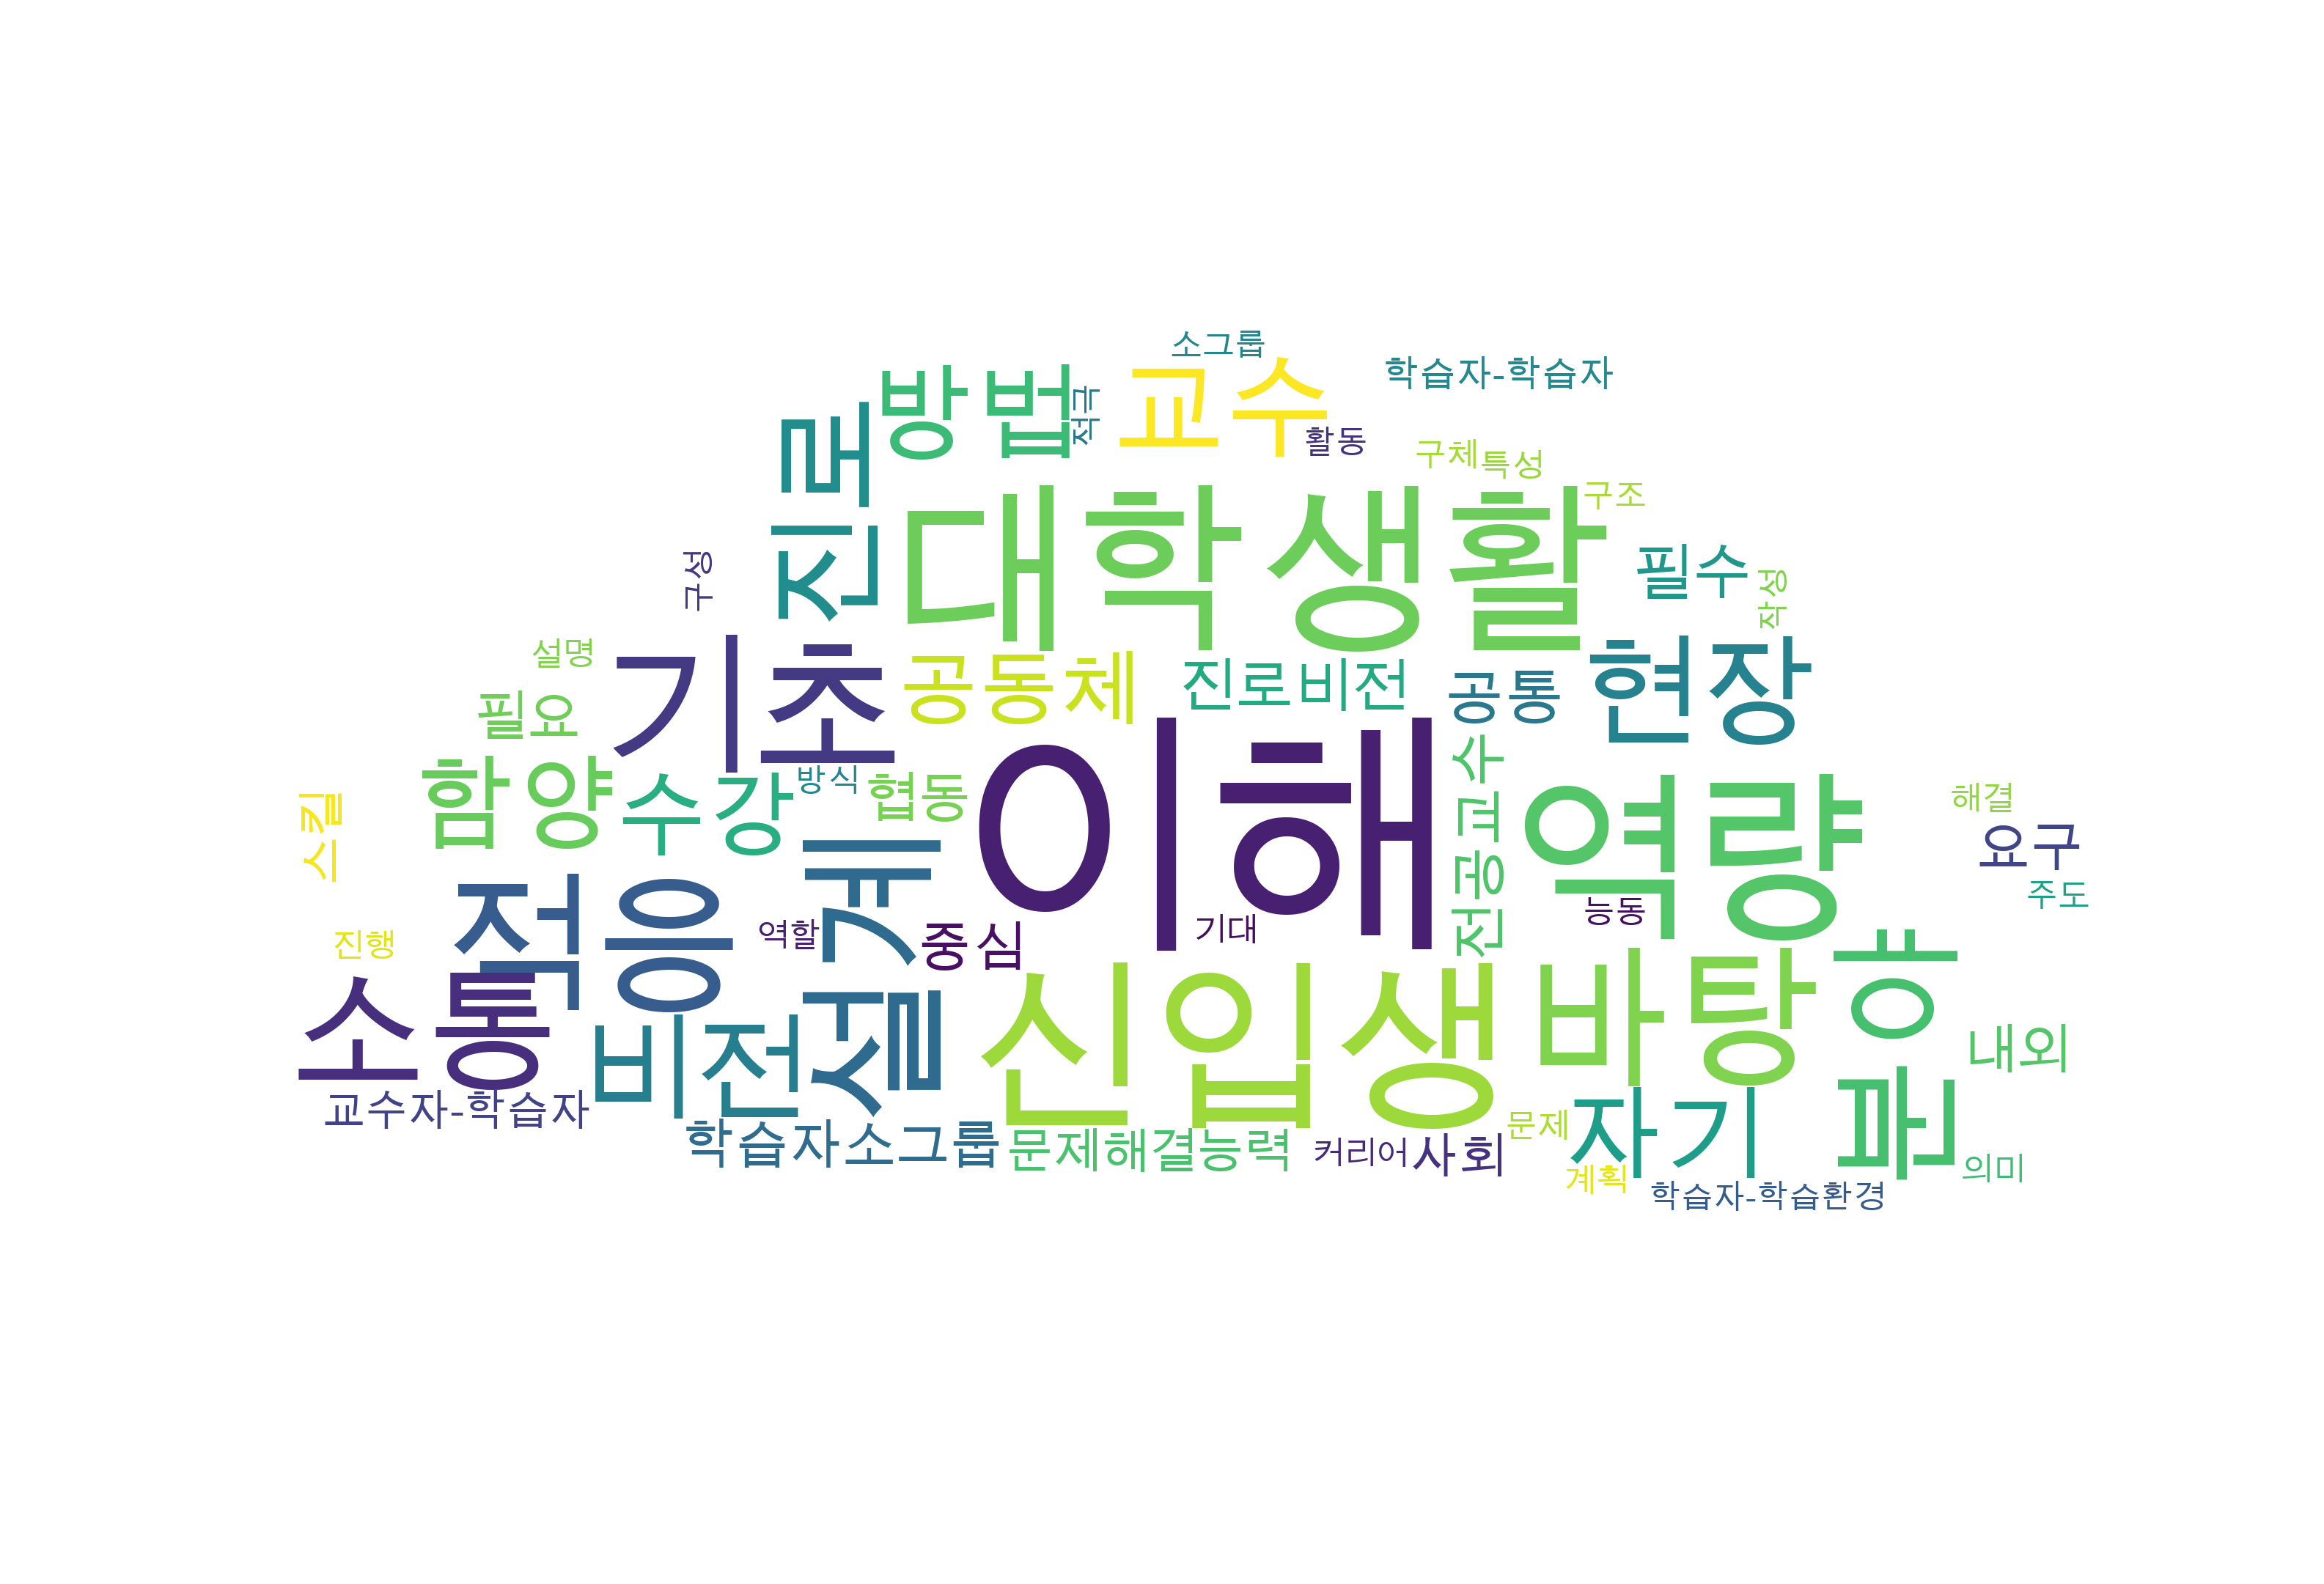 소그룹
학습자-학습자
방법
교수
적극
활동
진로
구체
특성
구조
대학생활
필수
작성
구성
설명
기초
공동체
진로비전
공통
현장
필요
함양
수강
방식
협동
이해
전공교수
역량
해결
요구
주도
스킬
적응
역할
설계
중심
기대
능동
진행
소통
비전
신입생
바탕
내외
교수자-학습자
학습자소그룹
문제해결능력
커리어
사회
문제
자기
계획
의미
학습자-학습환경